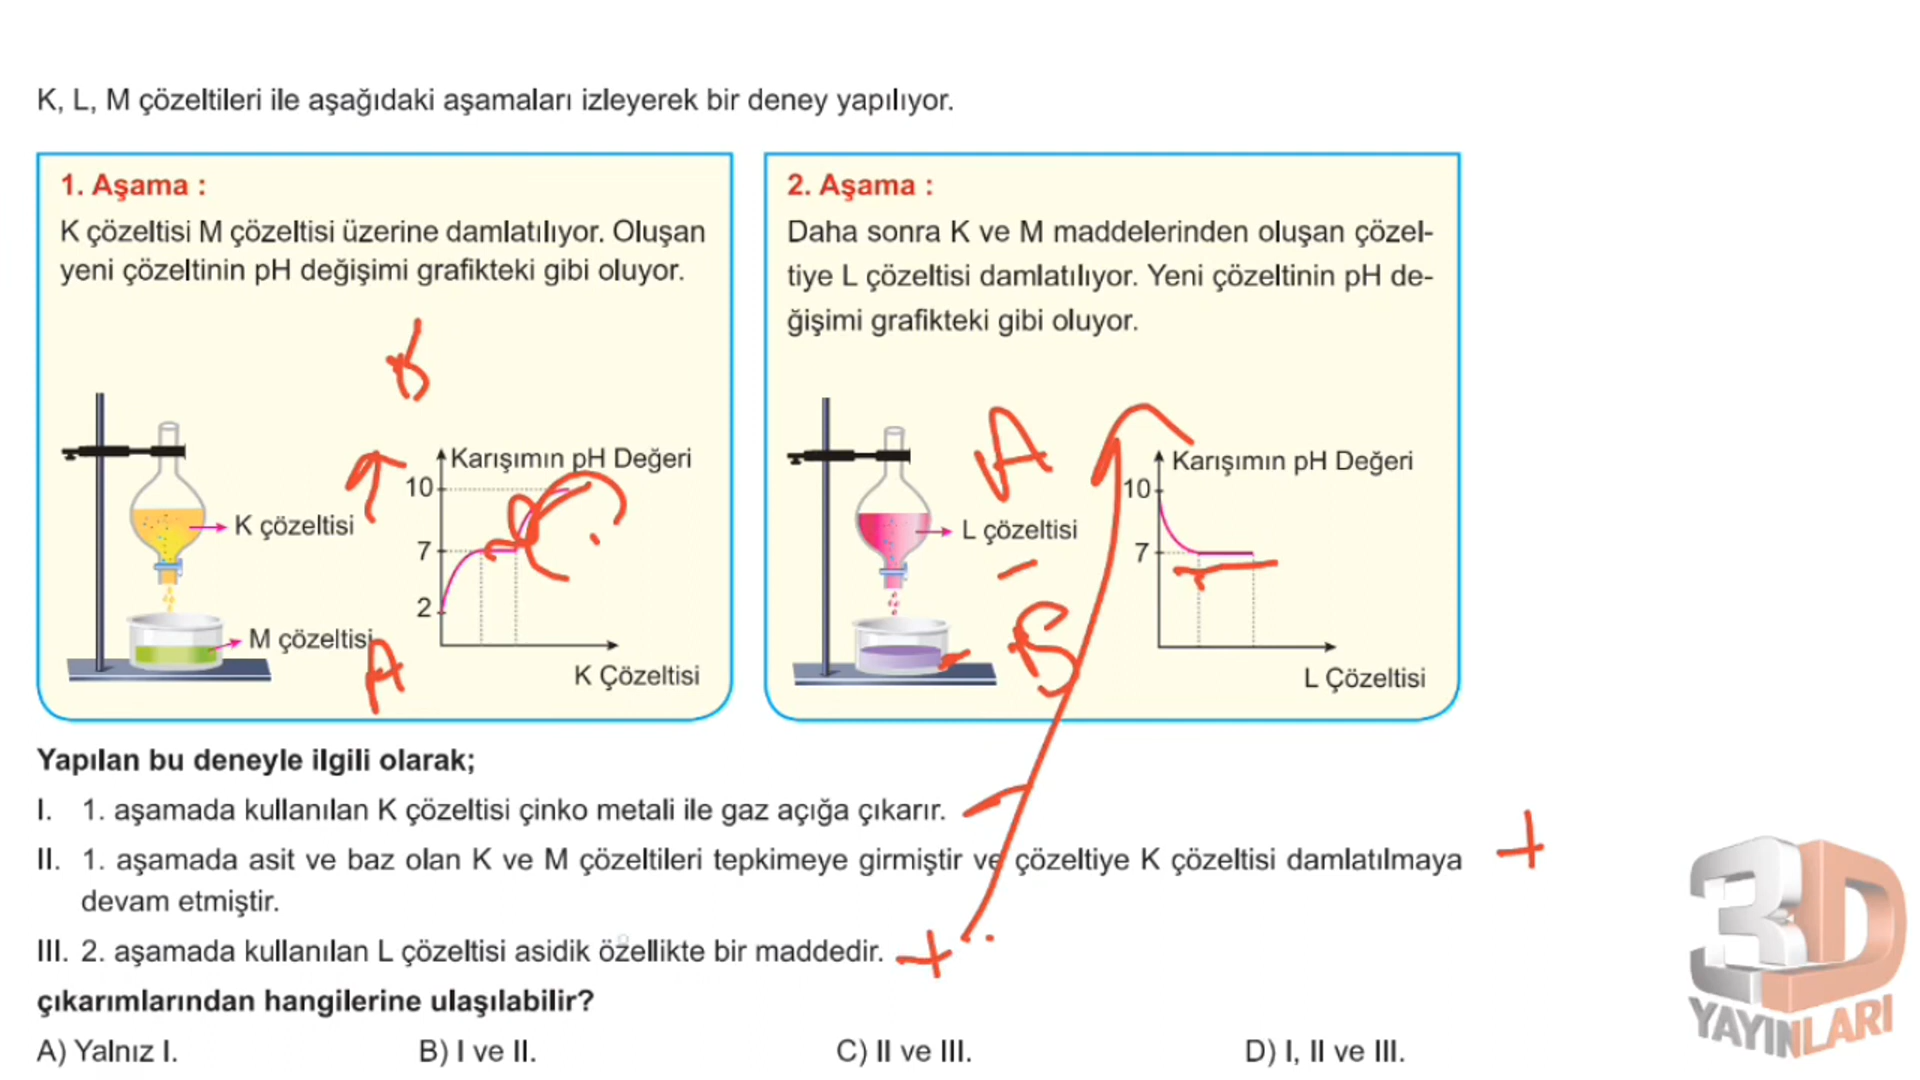 K, L, M çözeltileri ile aşağıdaki aşamaları izleyerek bir deney yapılıyor.
1. Aşama :
K çözeltisi M çözeltisi üzerine damlatılıyor. Oluşan
yeni çözeltinin pH değişimi grafikteki gibi oluyor.
B
Karışımın pH Değeri
10
K çözeltisi
7
2
M çözeltisi
A
K Çözeltisi
2. Aşama :
Daha sonra K ve M maddelerinden oluşan çözel-
tiye L çözeltisi damlatılıyor. Yeni çözeltinin pH de-
ğişimi grafikteki gibi oluyor.
A
Karışımın pH Değeri
10
L çözeltisi
7
B
L Çözeltisi
Yapılan bu deneyle ilgili olarak;
I. 1. aşamada kullanılan K çözeltisi çinko metali ile gaz açığa çıkarır. -
II. 1. aşamada asit ve baz olan K ve M çözeltileri tepkimeye girmiştir ve çözeltiye K çözeltisi damlatılmaya +
devam etmiştir.
III. 2. aşamada kullanılan L çözeltisi asidik özellikte bir maddedir. +
çıkarımlarından hangilerine ulaşılabilir?
A) Yalnız I. B) I ve II. C) II ve III. D) I, II ve III.
3D
YAYINLARI